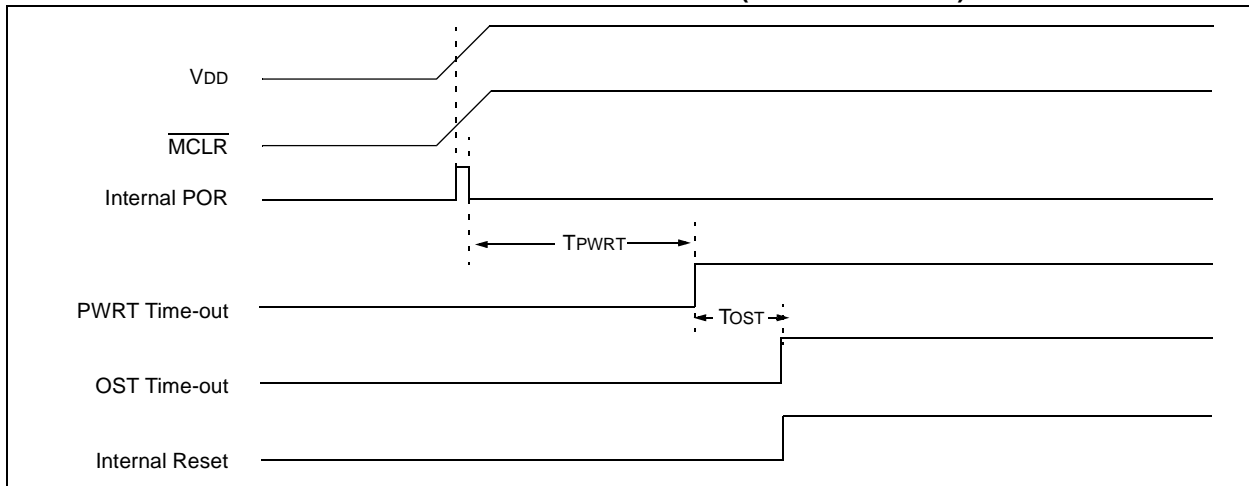 VDD
MCLR
Internal POR
TPWRT
PWRT Time-out
TOST
OST Time-out
Internal Reset